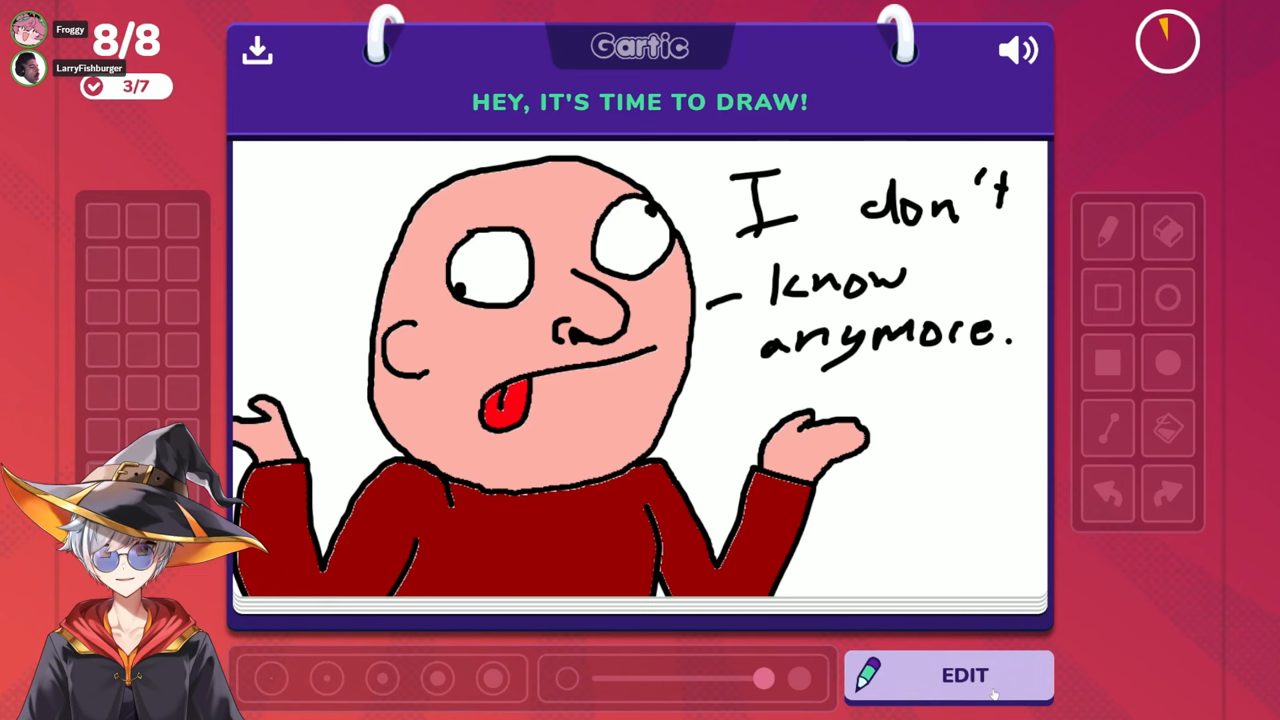 Froggy
8/8
LarryFishburger
3/7
Gartic
HEY, IT'S TIME TO DRAW!
I don't
know
anymore.
EDIT